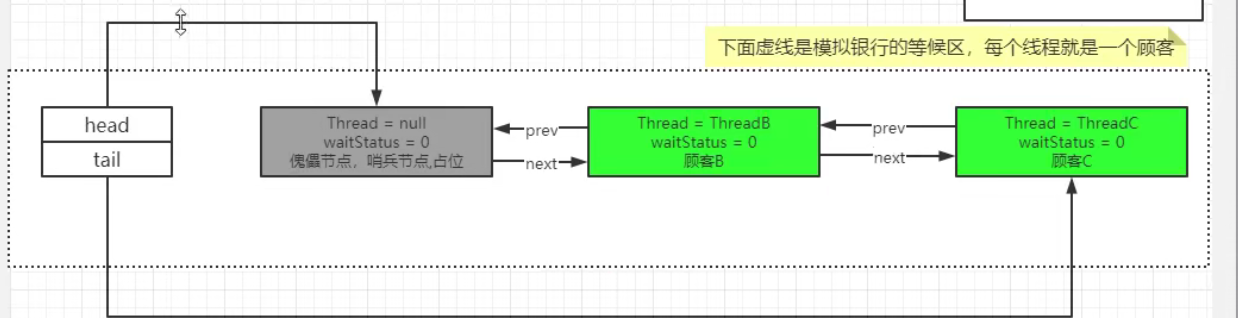 下面虚线是模拟银行的等候区，每个线程就是一个顾客
head
tail
Thread = null
waitStatus = 0
傀儡节点，哨兵节点,占位
prev
next
Thread = ThreadB
waitStatus = 0
顾客B
prev
next
Thread = ThreadC
waitStatus = 0
顾客C